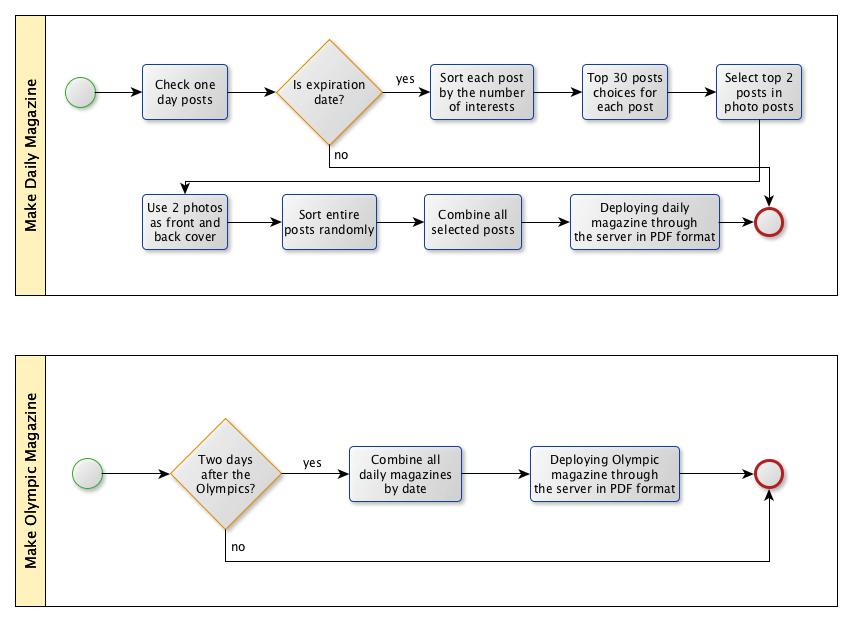 Make Daily Magazine
Check one
day posts
Is expiration
date?
yes
no
Sort each post
by the number
of interests
Top 30 posts
choices for
each post
Select top 2
posts in
photo posts
Use 2 photos
as front and
back cover
Sort entire
posts randomly
Combine all
selected posts
Deploying daily
magazine through
the server in PDF format
Make Olympic Magazine
Two days
after the
Olympics?
yes
no
Combine all
daily magazines
by date
Deploying Olympic
magazine through
the server in PDF format